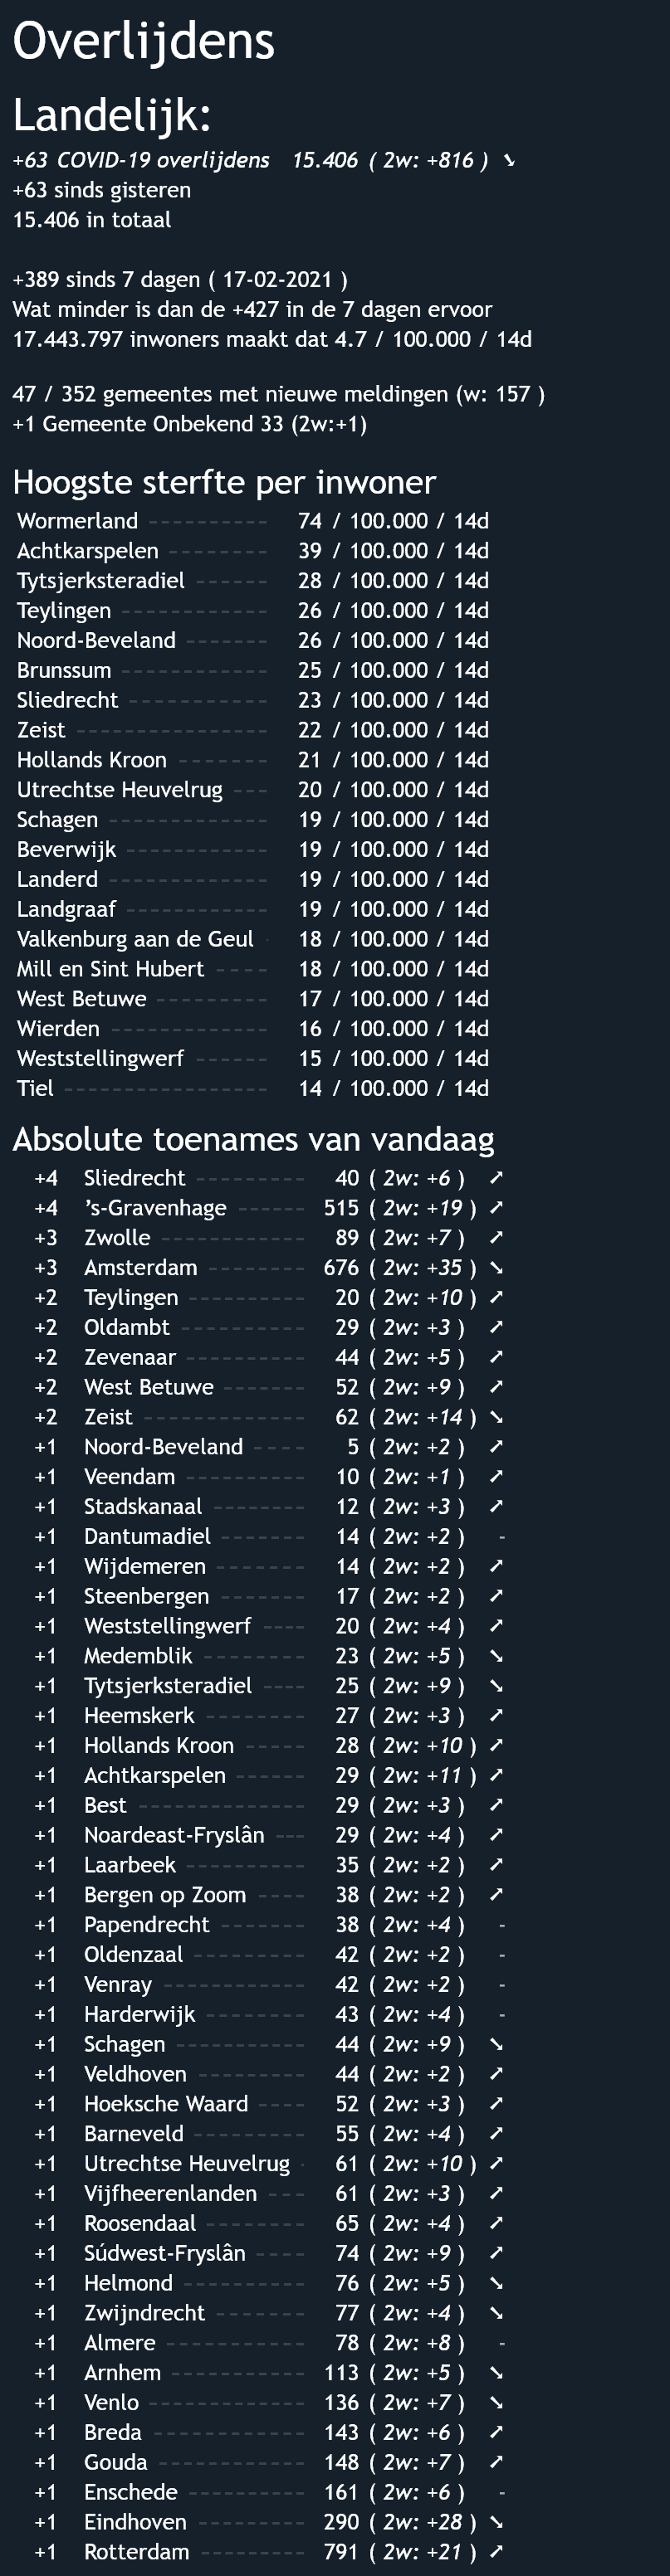 Overlijdens
Landelijk:
+63 COVID-19 overlijdens 15.406 ( 2w: +816 ) ➘
+63 sinds gisteren
15.406 in totaal
+389 sinds 7 dagen ( 17-02-2021 )
Wat minder is dan de +427 in de 7 dagen ervoor
17.443.797 inwoners maakt dat 4.7 / 100.000 / 14d
47 / 352 gemeentes met nieuwe meldingen (w: 157 )
+1 Gemeente Onbekend 33 (2w:+1)
Hoogste sterfte per inwoner
Wormerland ---------- 74 / 100.000 / 14d
Achtkarspelen -------- 39 / 100.000 / 14d
Tytsjerksteradiel ------ 28 / 100.000 / 14d
Teylingen ------------ 26 / 100.000 / 14d
Noord-Beveland ------- 26 / 100.000 / 14d
Brunssum ------------ 25 / 100.000 / 14d
Sliedrecht ----------- 23 / 100.000 / 14d
Zeist ---------------- 22 / 100.000 / 14d
Hollands Kroon ------- 21 / 100.000 / 14d
Utrechtse Heuvelrug --- 20 / 100.000 / 14d
Schagen ------------- 19 / 100.000 / 14d
Beverwijk ----------- 19 / 100.000 / 14d
Landerd ------------- 19 / 100.000 / 14d
Landgraaf ----------- 19 / 100.000 / 14d
Valkenburg aan de Geul - 18 / 100.000 / 14d
Mill en Sint Hubert ---- 18 / 100.000 / 14d
West Betuwe --------- 17 / 100.000 / 14d
Wierden ------------- 16 / 100.000 / 14d
Weststellingwerf ------ 15 / 100.000 / 14d
Tiel ----------------- 14 / 100.000 / 14d
Absolute toenames van vandaag
+4 Sliedrecht --------- 40 ( 2w: +6 ) ➚
+4 ’s-Gravenhage ------ 515 ( 2w: +19 ) ➚
+3 Zwolle ------------ 89 ( 2w: +7 ) ➚
+3 Amsterdam -------- 676 ( 2w: +35 ) ➘
+2 Teylingen ---------- 20 ( 2w: +10 ) ➚
+2 Oldambt ----------- 29 ( 2w: +3 ) ➚
+2 Zevenaar ---------- 44 ( 2w: +5 ) ➚
+2 West Betuwe ------- 52 ( 2w: +9 ) ➚
+2 Zeist -------------- 62 ( 2w: +14 ) ➘
+1 Noord-Beveland ---- 5 ( 2w: +2 ) ➚
+1 Veendam ---------- 10 ( 2w: +1 ) ➚
+1 Stadskanaal -------- 12 ( 2w: +3 ) ➚
+1 Dantumadiel ------- 14 ( 2w: +2 ) -
+1 Wijdemeren -------- 14 ( 2w: +2 ) ➚
+1 Steenbergen ------- 17 ( 2w: +2 ) ➚
+1 Weststellingwerf ---- 20 ( 2w: +4 ) ➚
+1 Medemblik --------- 23 ( 2w: +5 ) ➘
+1 Tytsjerksteradiel ---- 25 ( 2w: +9 ) ➘
+1 Heemskerk -------- 27 ( 2w: +3 ) ➚
+1 Hollands Kroon ----- 28 ( 2w: +10 ) ➚
+1 Achtkarspelen ------ 29 ( 2w: +11 ) ➚
+1 Best -------------- 29 ( 2w: +3 ) ➚
+1 Noardeast-Fryslân --- 29 ( 2w: +4 ) ➚
+1 Laarbeek ---------- 35 ( 2w: +2 ) ➚
+1 Bergen op Zoom ---- 38 ( 2w: +2 ) ➚
+1 Papendrecht ------- 38 ( 2w: +4 ) -
+1 Oldenzaal --------- 42 ( 2w: +2 ) -
+1 Venray ------------ 42 ( 2w: +2 ) -
+1 Harderwijk -------- 43 ( 2w: +4 ) -
+1 Schagen ----------- 44 ( 2w: +9 ) ➘
+1 Veldhoven --------- 44 ( 2w: +2 ) ➚
+1 Hoeksche Waard ---- 52 ( 2w: +3 ) ➚
+1 Barneveld ---------- 55 ( 2w: +4 ) ➚
+1 Utrechtse Heuvelrug - 61 ( 2w: +10 ) ➚
+1 Vijfheerenlanden --- 61 ( 2w: +3 ) ➚
+1 Roosendaal -------- 65 ( 2w: +4 ) ➚
+1 Súdwest-Fryslân ---- 74 ( 2w: +9 ) ➚
+1 Helmond ---------- 76 ( 2w: +5 ) ➘
+1 Zwijndrecht ------- 77 ( 2w: +4 ) ➘
+1 Almere ------------ 78 ( 2w: +8 ) -
+1 Arnhem ----------- 113 ( 2w: +5 ) ➘
+1 Venlo ------------- 136 ( 2w: +7 ) ➘
+1 Breda ------------ 143 ( 2w: +6 ) ➚
+1 Gouda ------------ 148 ( 2w: +7 ) ➚
+1 Enschede ---------- 161 ( 2w: +6 ) -
+1 Eindhoven --------- 290 ( 2w: +28 ) ➘
+1 Rotterdam --------- 791 ( 2w: +21 ) ➚